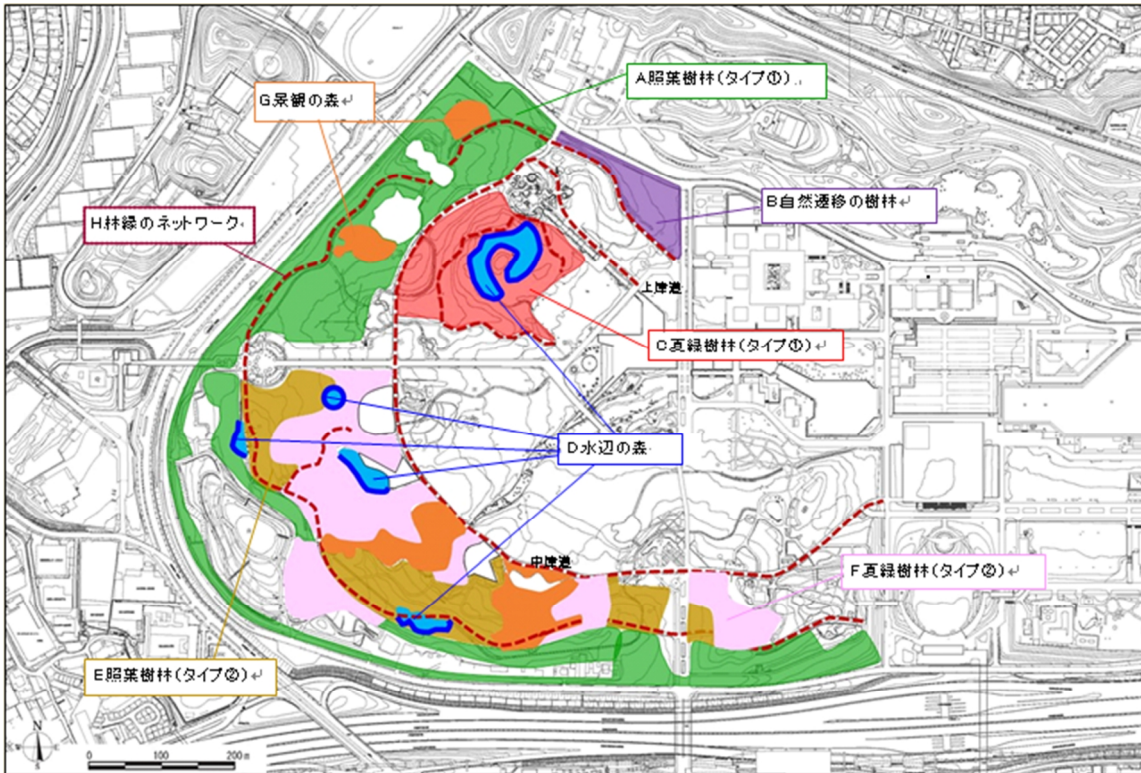 A照葉樹林(タイプ①)
G景観の森
B自然遷移の樹林
H林縁のネットワーク
上津道
C夏緑樹林(タイプ①)
D水辺の森
中津道
F夏緑樹林(タイプ②)
E照葉樹林(タイプ②)
N
W
E
S
0 100 200 m